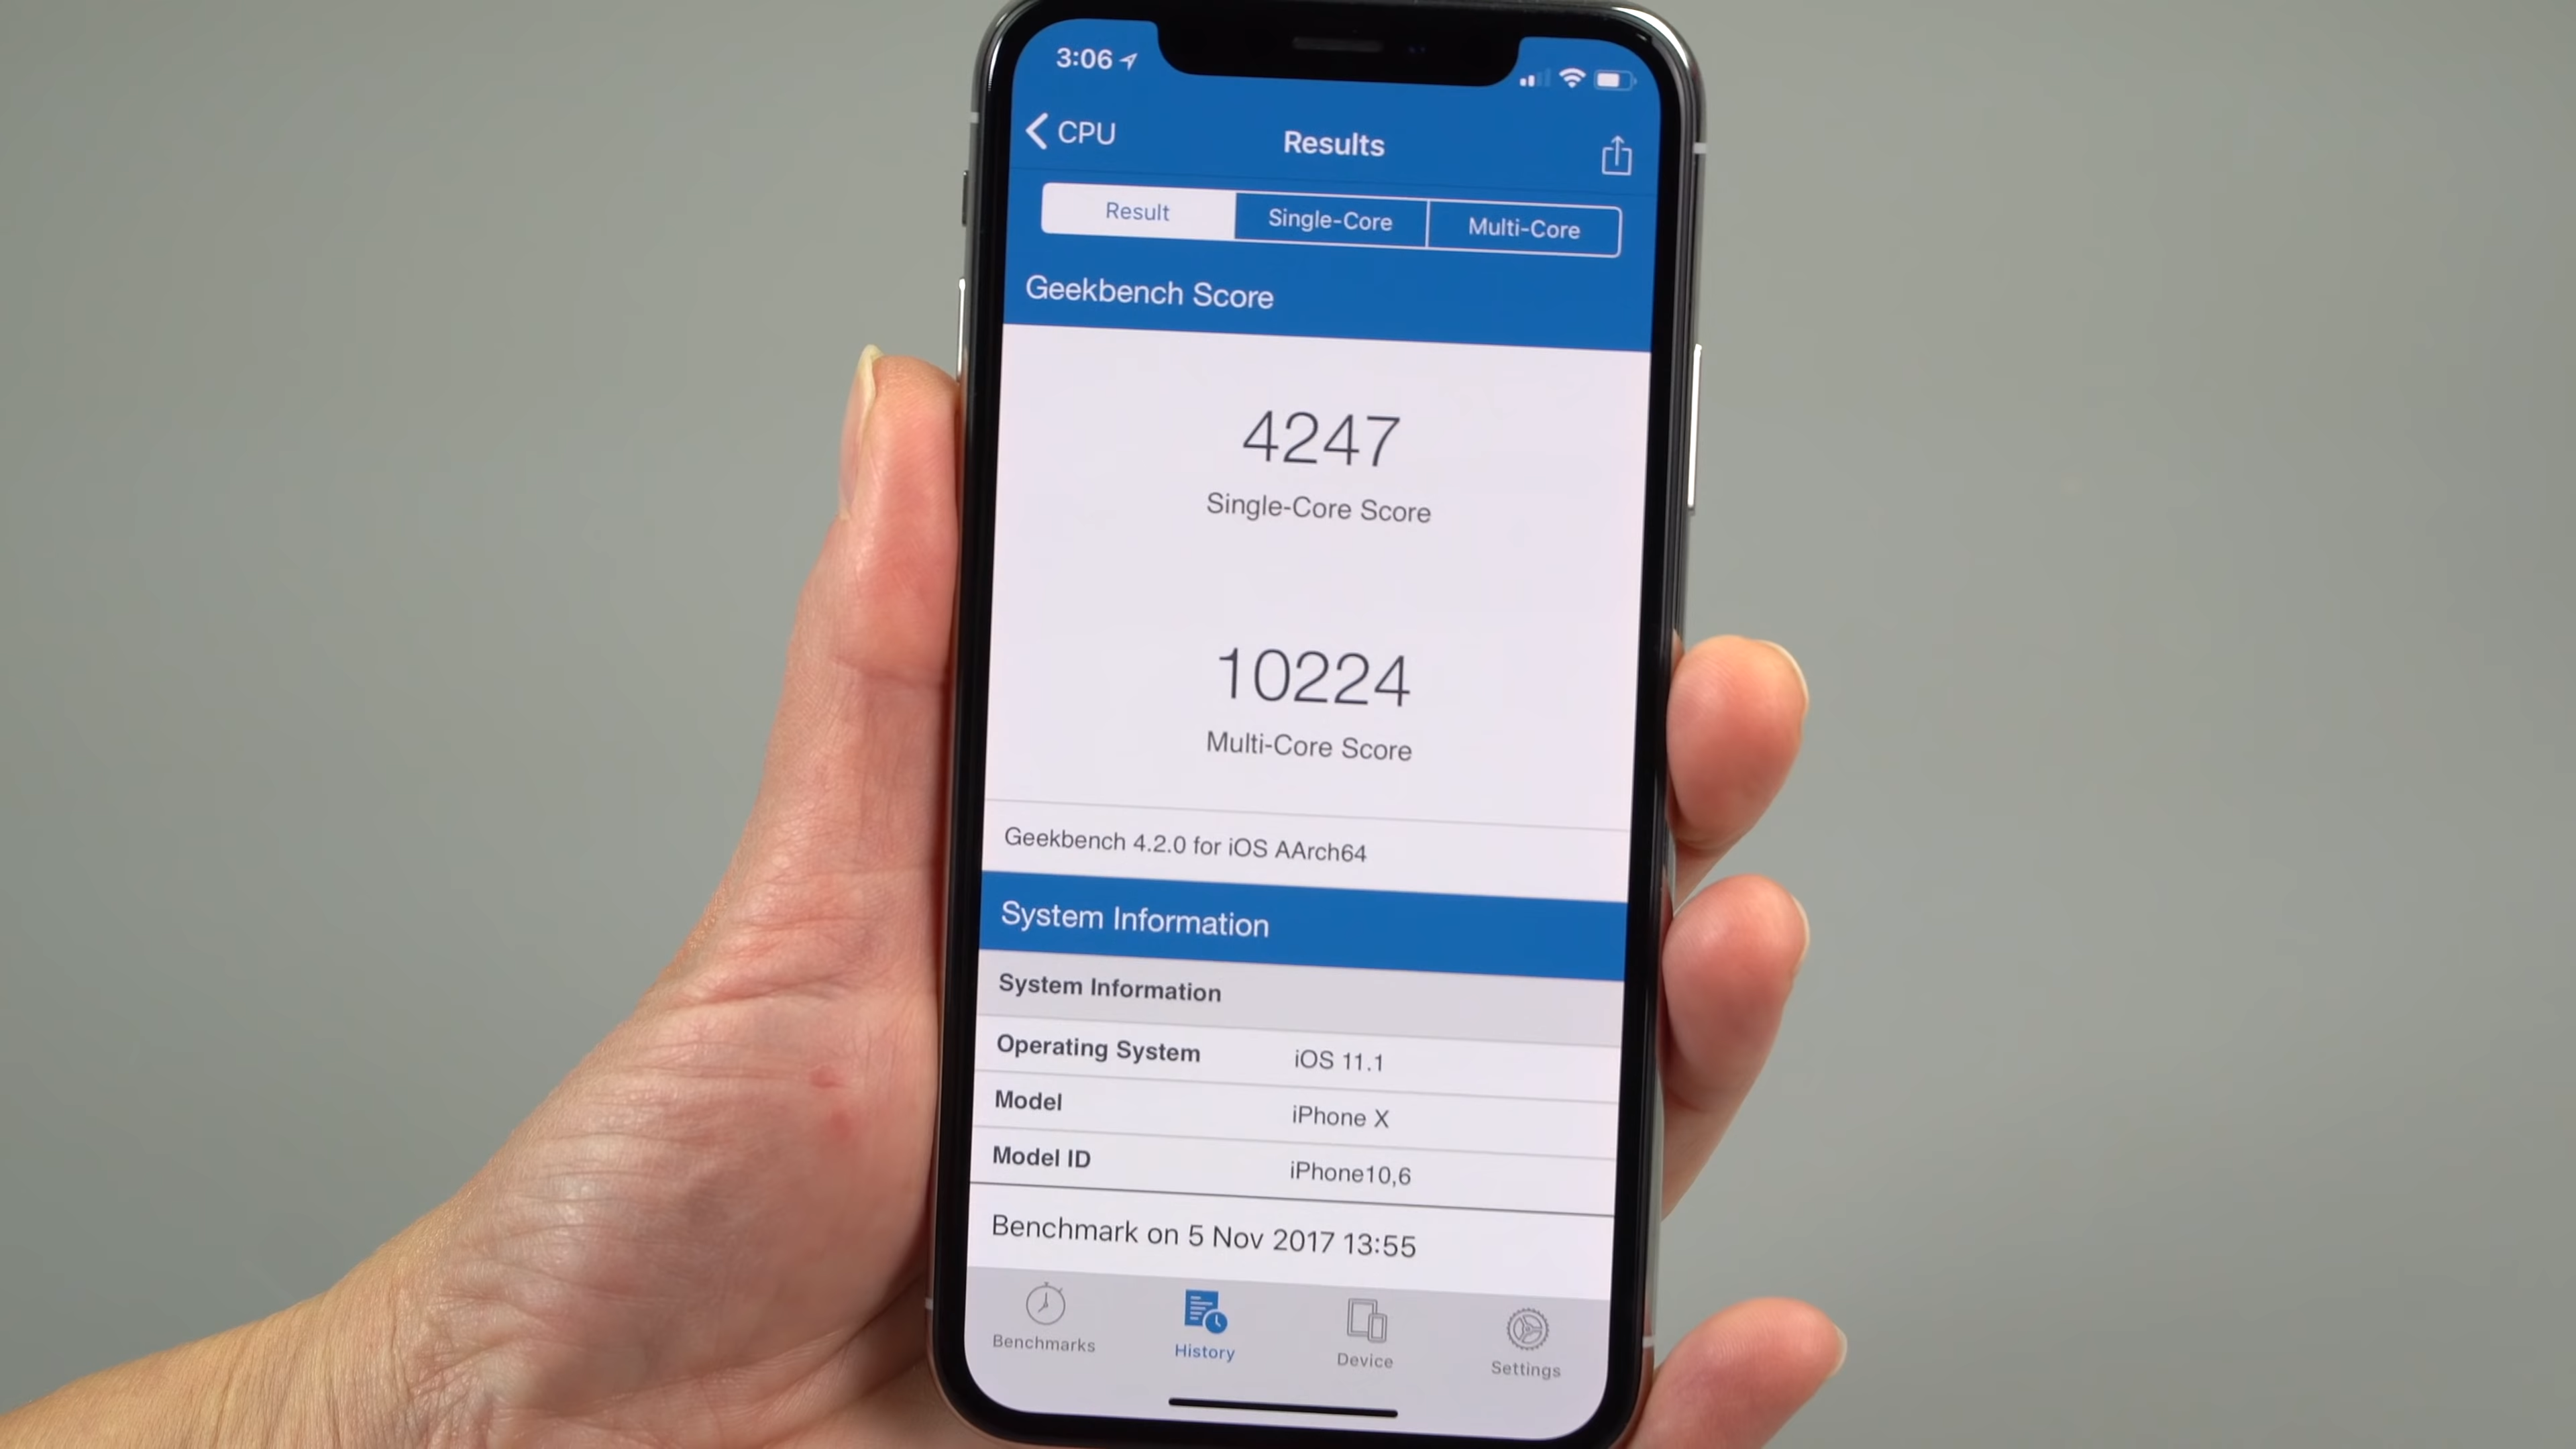 3:06
CPU
Results
Result Single-Core Multi-Core
Geekbench Score
4247
Single-Core Score
10224
Multi-Core Score
Geekbench 4.2.0 for iOS AArch64
System Information
System Information
Operating System iOS 11.1
Model iPhone X
Model ID iPhone10,6
Benchmark on 5 Nov 2017 13:55
Benchmarks History Device Settings